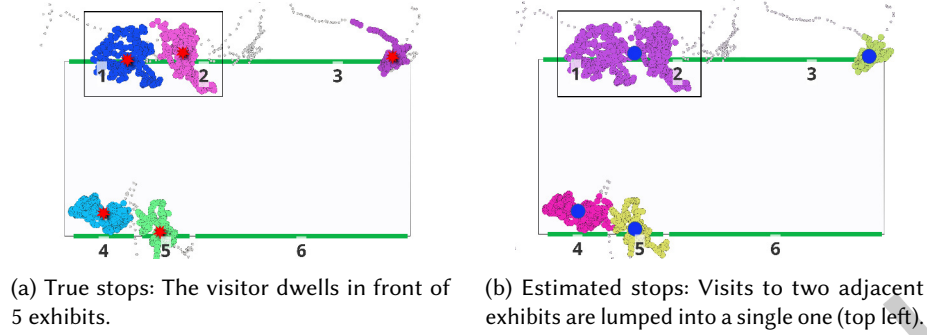 1 2 3
4 5 6
1 2 3
4 5 6
(a) True stops: The visitor dwells in front of
5 exhibits.
(b) Estimated stops: Visits to two adjacent
exhibits are lumped into a single one (top left).